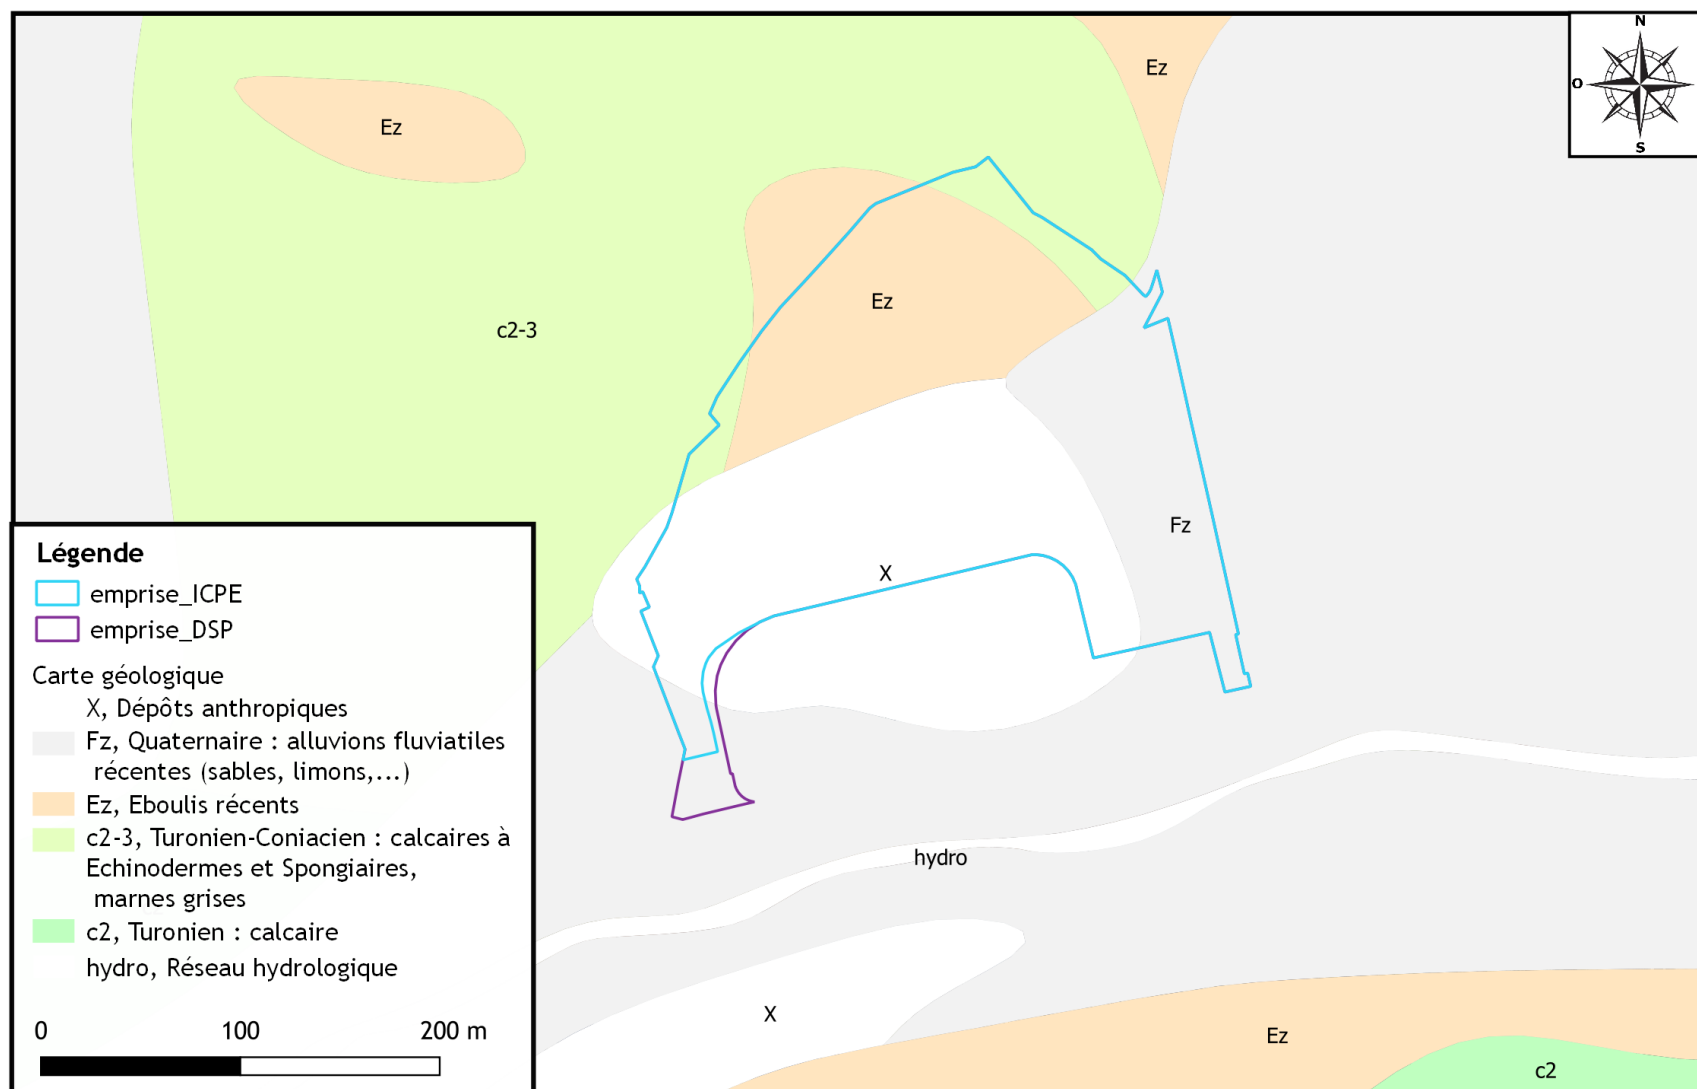 N
O
S
Ez
Ez
Ez
c2-3
Fz
X
hydro
X
Ez
c2
Légende
emprise_ICPE
emprise_DSP
Carte géologique
X, Dépôts anthropiques
Fz, Quaternaire : alluvions fluviatiles
récentes (sables, limons,...)
Ez, Eboulis récents
c2-3, Turonien-Coniacien : calcaires à
Echinodermes et Spongiaires,
marnes grises
c2, Turonien : calcaire
hydro, Réseau hydrologique
0 100 200 m